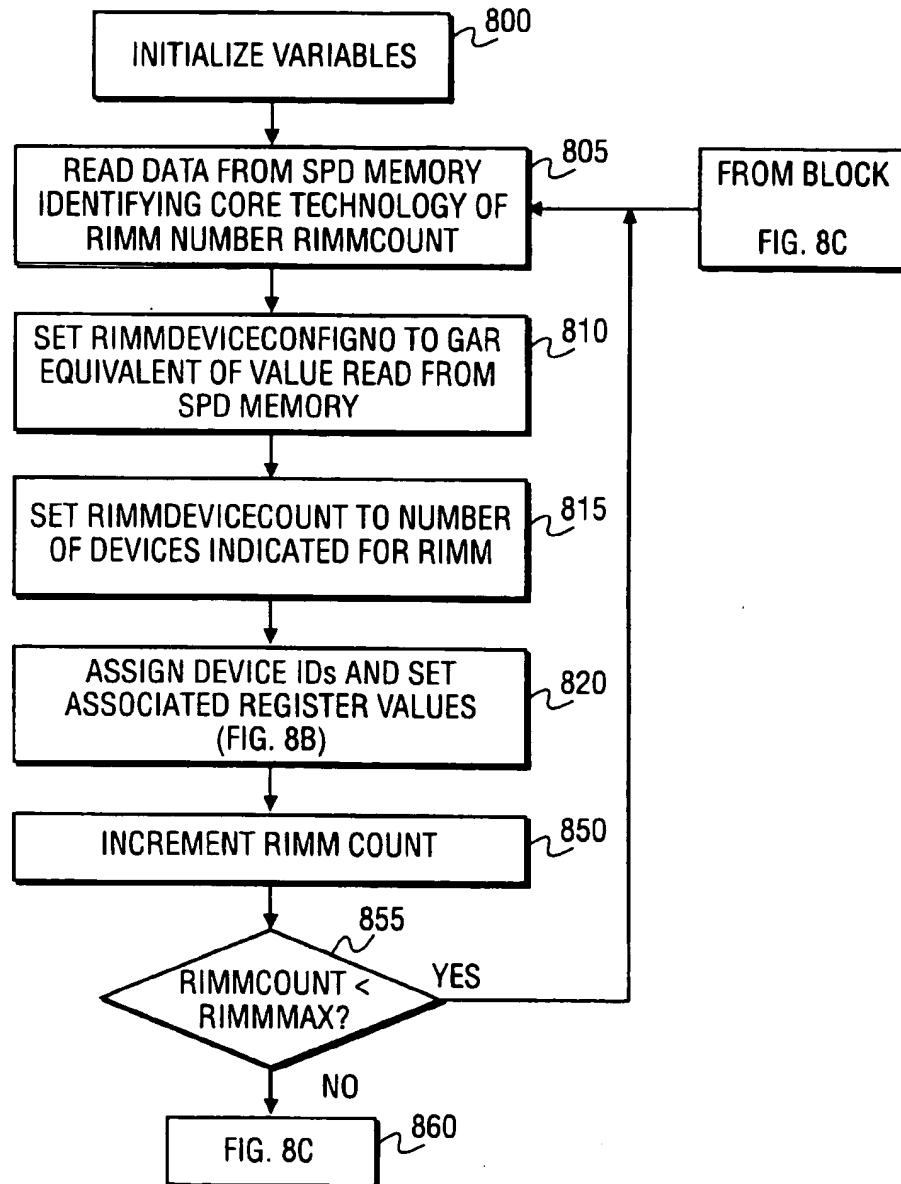 800
INITIALIZE VARIABLES
805
READ DATA FROM SPD MEMORY
IDENTIFYING CORE TECHNOLOGY OF
RIMM NUMBER RIMMCOUNT
FROM BLOCK
FIG. 8C
810
SET RIMMDEVICECONFIGNO TO GAR
EQUIVALENT OF VALUE READ FROM
SPD MEMORY
815
SET RIMMDEVICECOUNT TO NUMBER
OF DEVICES INDICATED FOR RIMM
820
ASSIGN DEVICE IDs AND SET
ASSOCIATED REGISTER VALUES
(FIG. 8B)
INCREMENT RIMM COUNT
850
855
RIMMCOUNT <
RIMMMAX?
YES
NO
FIG. 8C
860